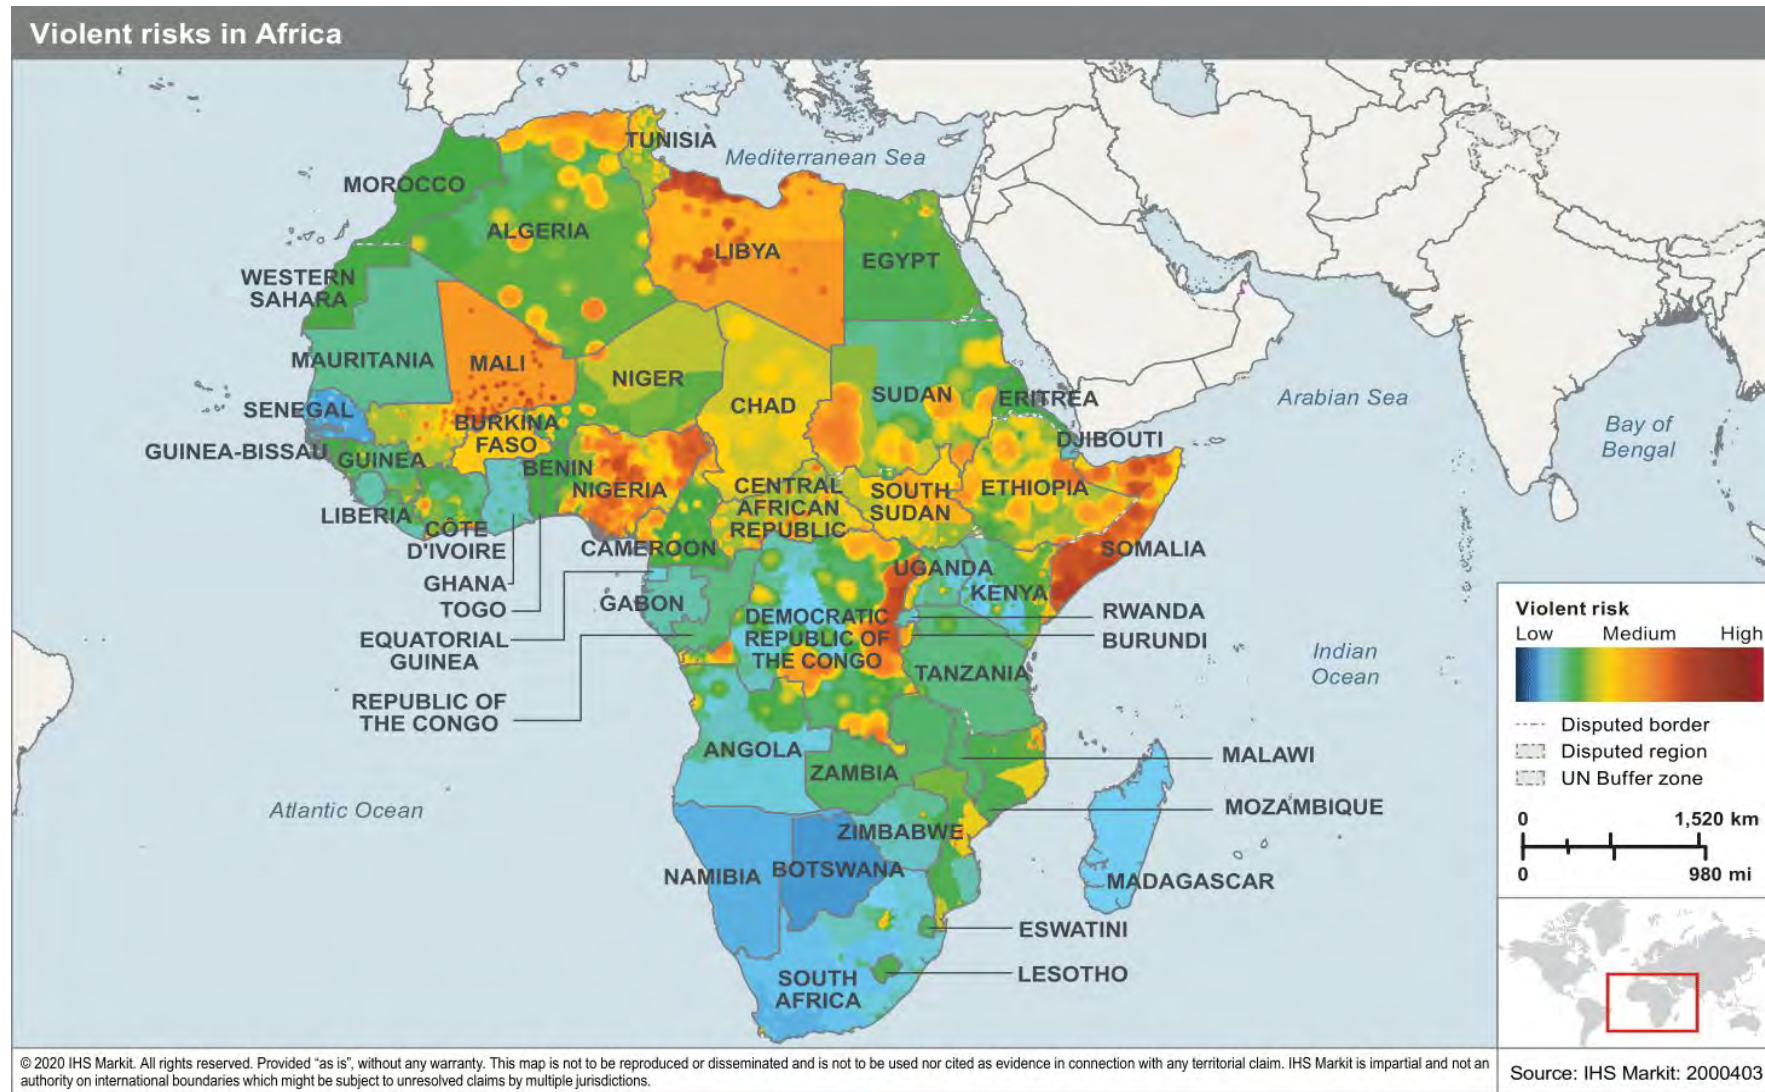 Violent risks in Africa
TUNISIA
Mediterranean Sea
MOROCCO
ALGERIA
LIBYA
EGYPT
WESTERN
SAHARA
MAURITANIA
MALI
NIGER
CHAD
SUDAN
ERITREA
Arabian Sea
Bay of
Bengal
SENEGAL
BURKINA
FASO
DJIBOUTI
GUINEA-BISSAU
GUINEA
BENIN
NIGERIA
CENTRAL
AFRICAN
REPUBLIC
SOUTH
SUDAN
ETHIOPIA
LIBERIA
CÔTE
D'IVOIRE
CAMEROON
SOMALIA
GHANA
TOGO
UGANDA
KENYA
GABON
RWANDA
EQUATORIAL
GUINEA
DEMOCRATIC
REPUBLIC OF
THE CONGO
BURUNDI
Indian
Ocean
TANZANIA
REPUBLIC OF
THE CONGO
ANGOLA
ZAMBIA
MALAWI
Atlantic Ocean
MOZAMBIQUE
ZIMBABWE
NAMIBIA
BOTSWANA
MADAGASCAR
ESWATINI
SOUTH
AFRICA
LESOTHO
Violent risk
Low Medium High
Disputed border
Disputed region
UN Buffer zone
0 1,520 km
0 980 mi
© 2020 IHS Markit. All rights reserved. Provided “as is”, without any warranty. This map is not to be reproduced or disseminated and is not to be used nor cited as evidence in connection with any territorial claim. IHS Markit is impartial and not an
authority on international boundaries which might be subject to unresolved claims by multiple jurisdictions.
Source: IHS Markit: 2000403